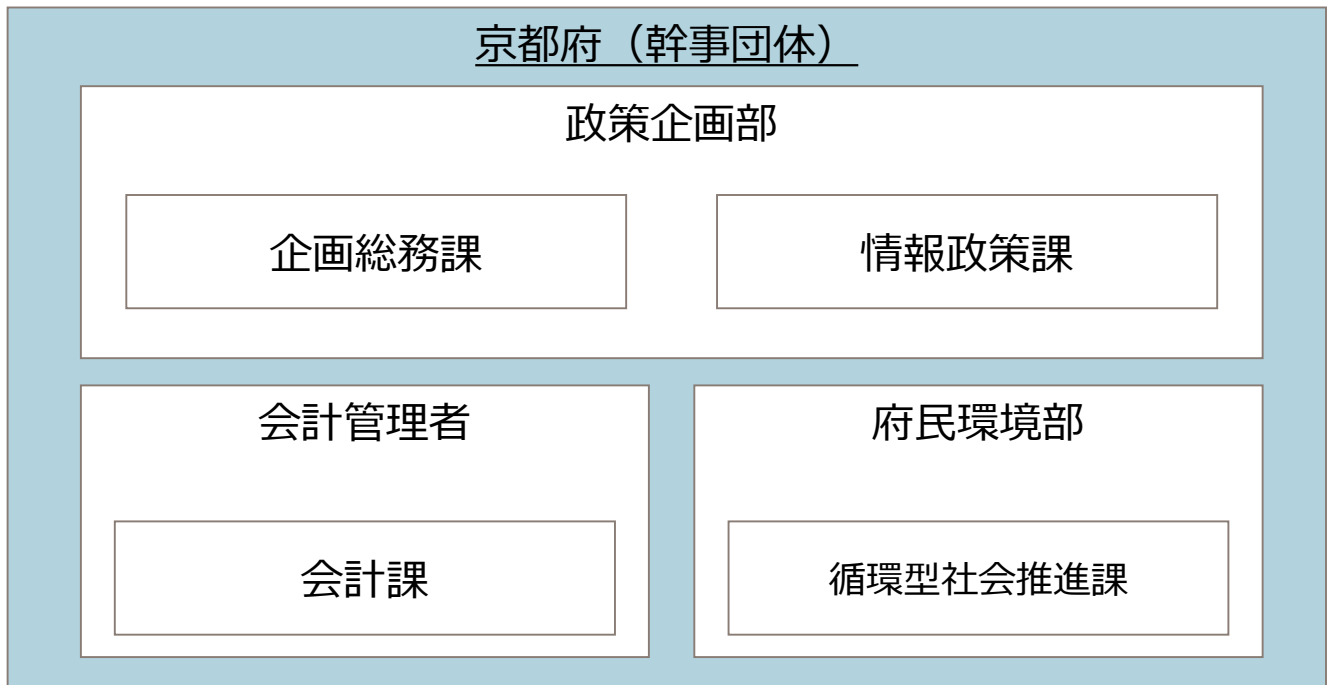 京都府（幹事団体）
政策企画部
企画総務課
情報政策課
会計管理者
府民環境部
会計課
循環型社会推進課